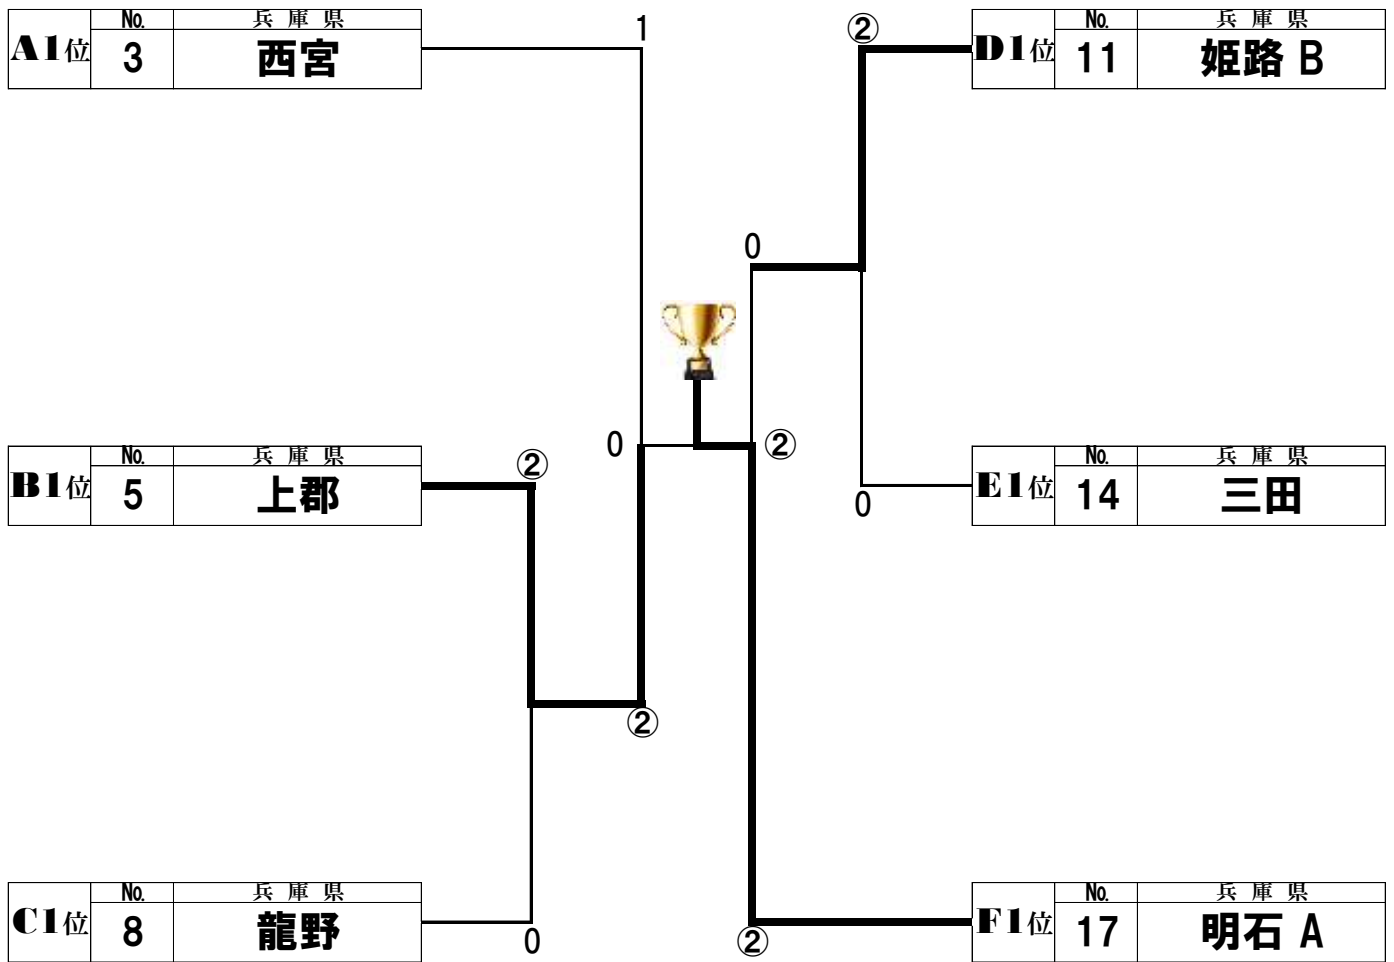 No. 兵庫県
A1位 3 西宮
1
②
No. 兵庫県
D1位 11 姫路 B
0
No. 兵庫県
B1位 5 上郡
②
0
②
0
No. 兵庫県
E1位 14 三田
②
No. 兵庫県
C1位 8 龍野
0
②
No. 兵庫県
F1位 17 明石 A